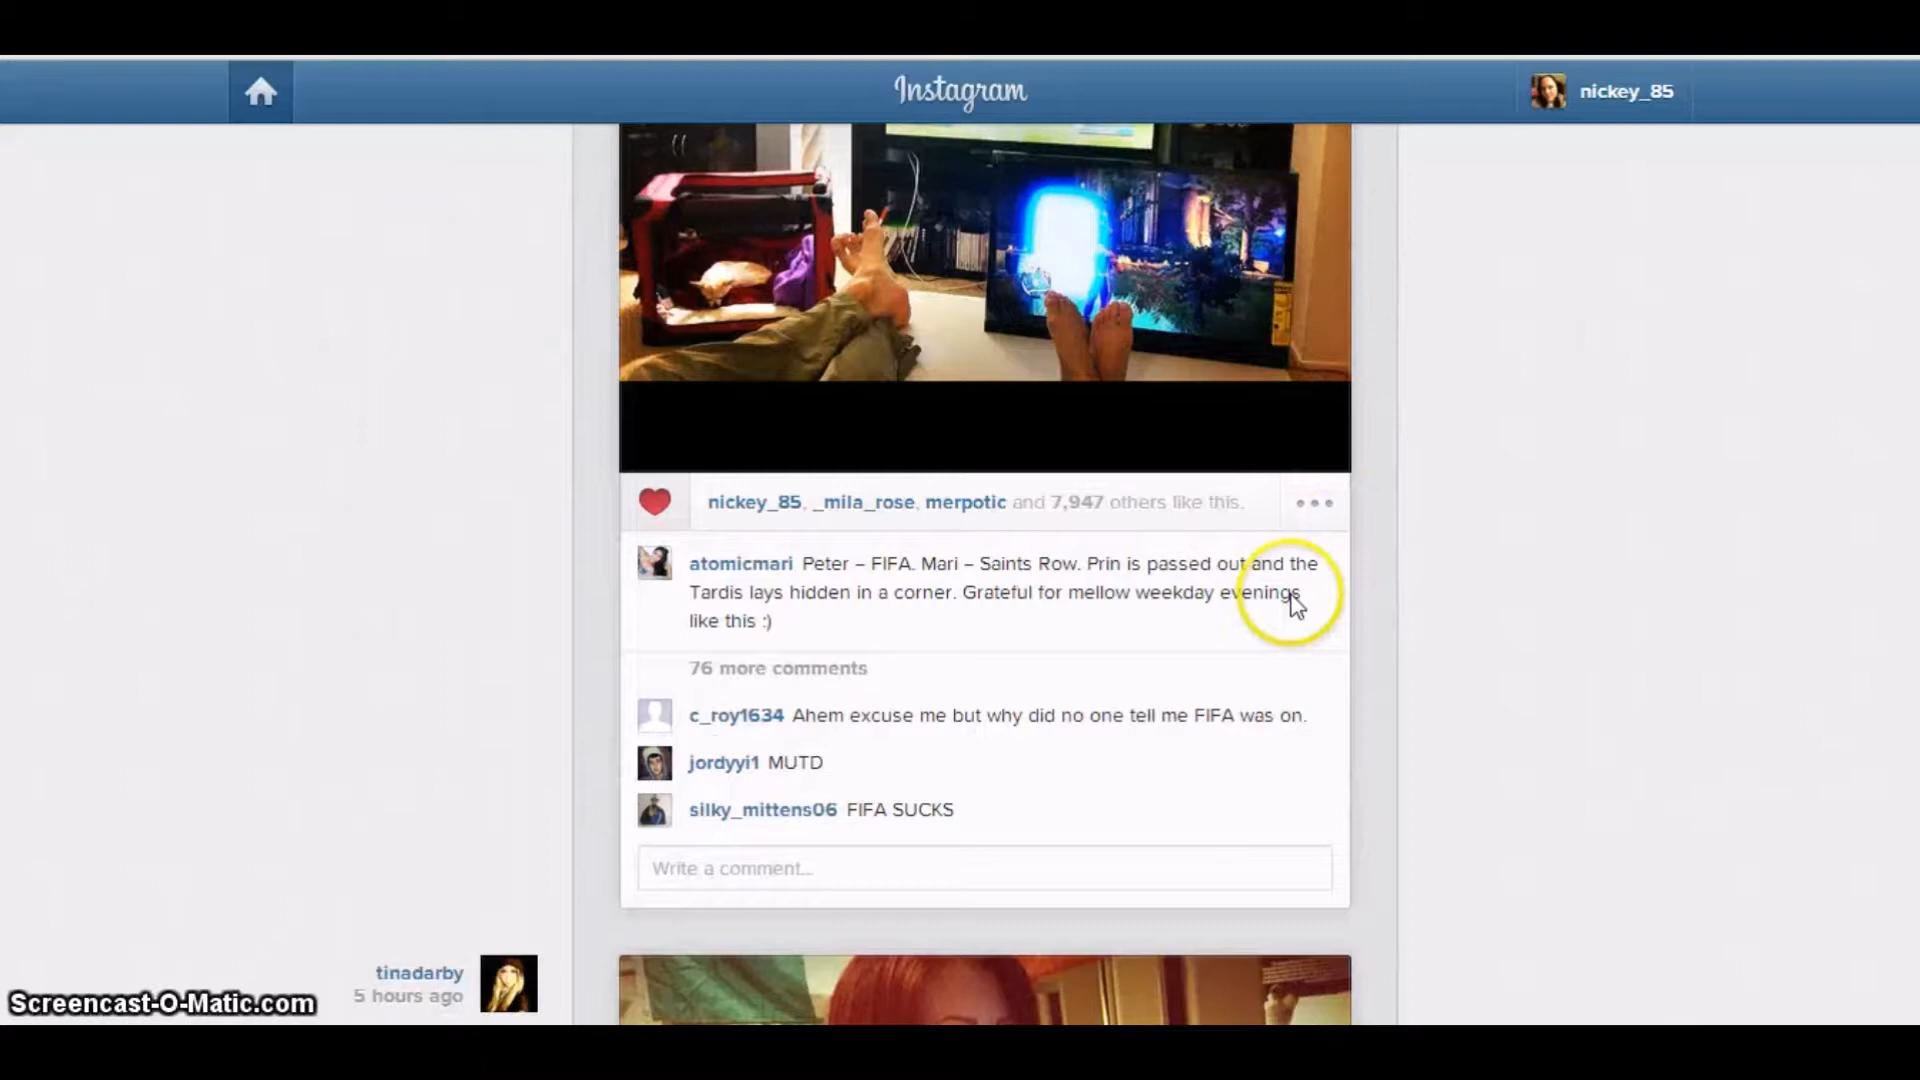 Instagram
nickey_85
nickey_85, _mila_rose, merpotic and 7,947 others like this.
atomicmari Peter – FIFA. Mari – Saints Row. Prin is passed out and the
Tardis lays hidden in a corner. Grateful for mellow weekday evenings
like this :)
76 more comments
c_roy1634 Ahem excuse me but why did no one tell me FIFA was on.
jordyyi1 MUTD
silky_mittens06 FIFA SUCKS
Write a comment...
tinadarby
5 hours ago
Screencast-O-Matic.com